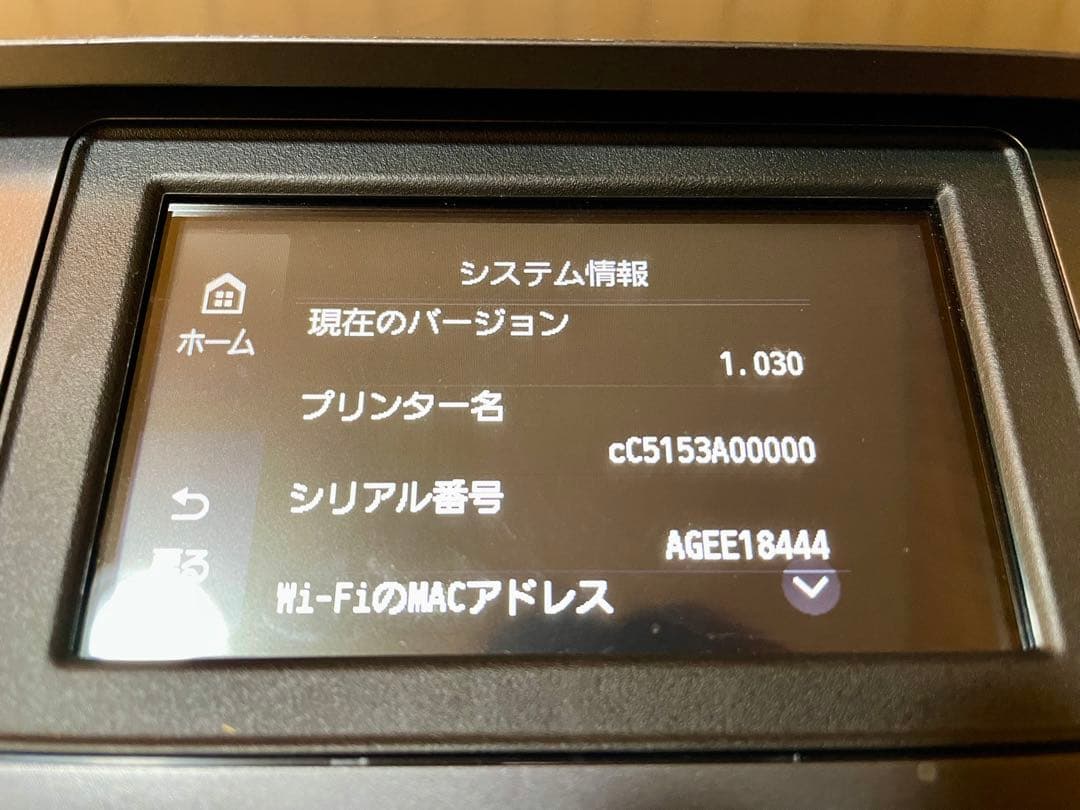 システム情報
ホーム
現在のバージョン
1.030
プリンター名
cC5153A00000
シリアル番号
AGEE18444
戻る
Wi-FiのMACアドレス